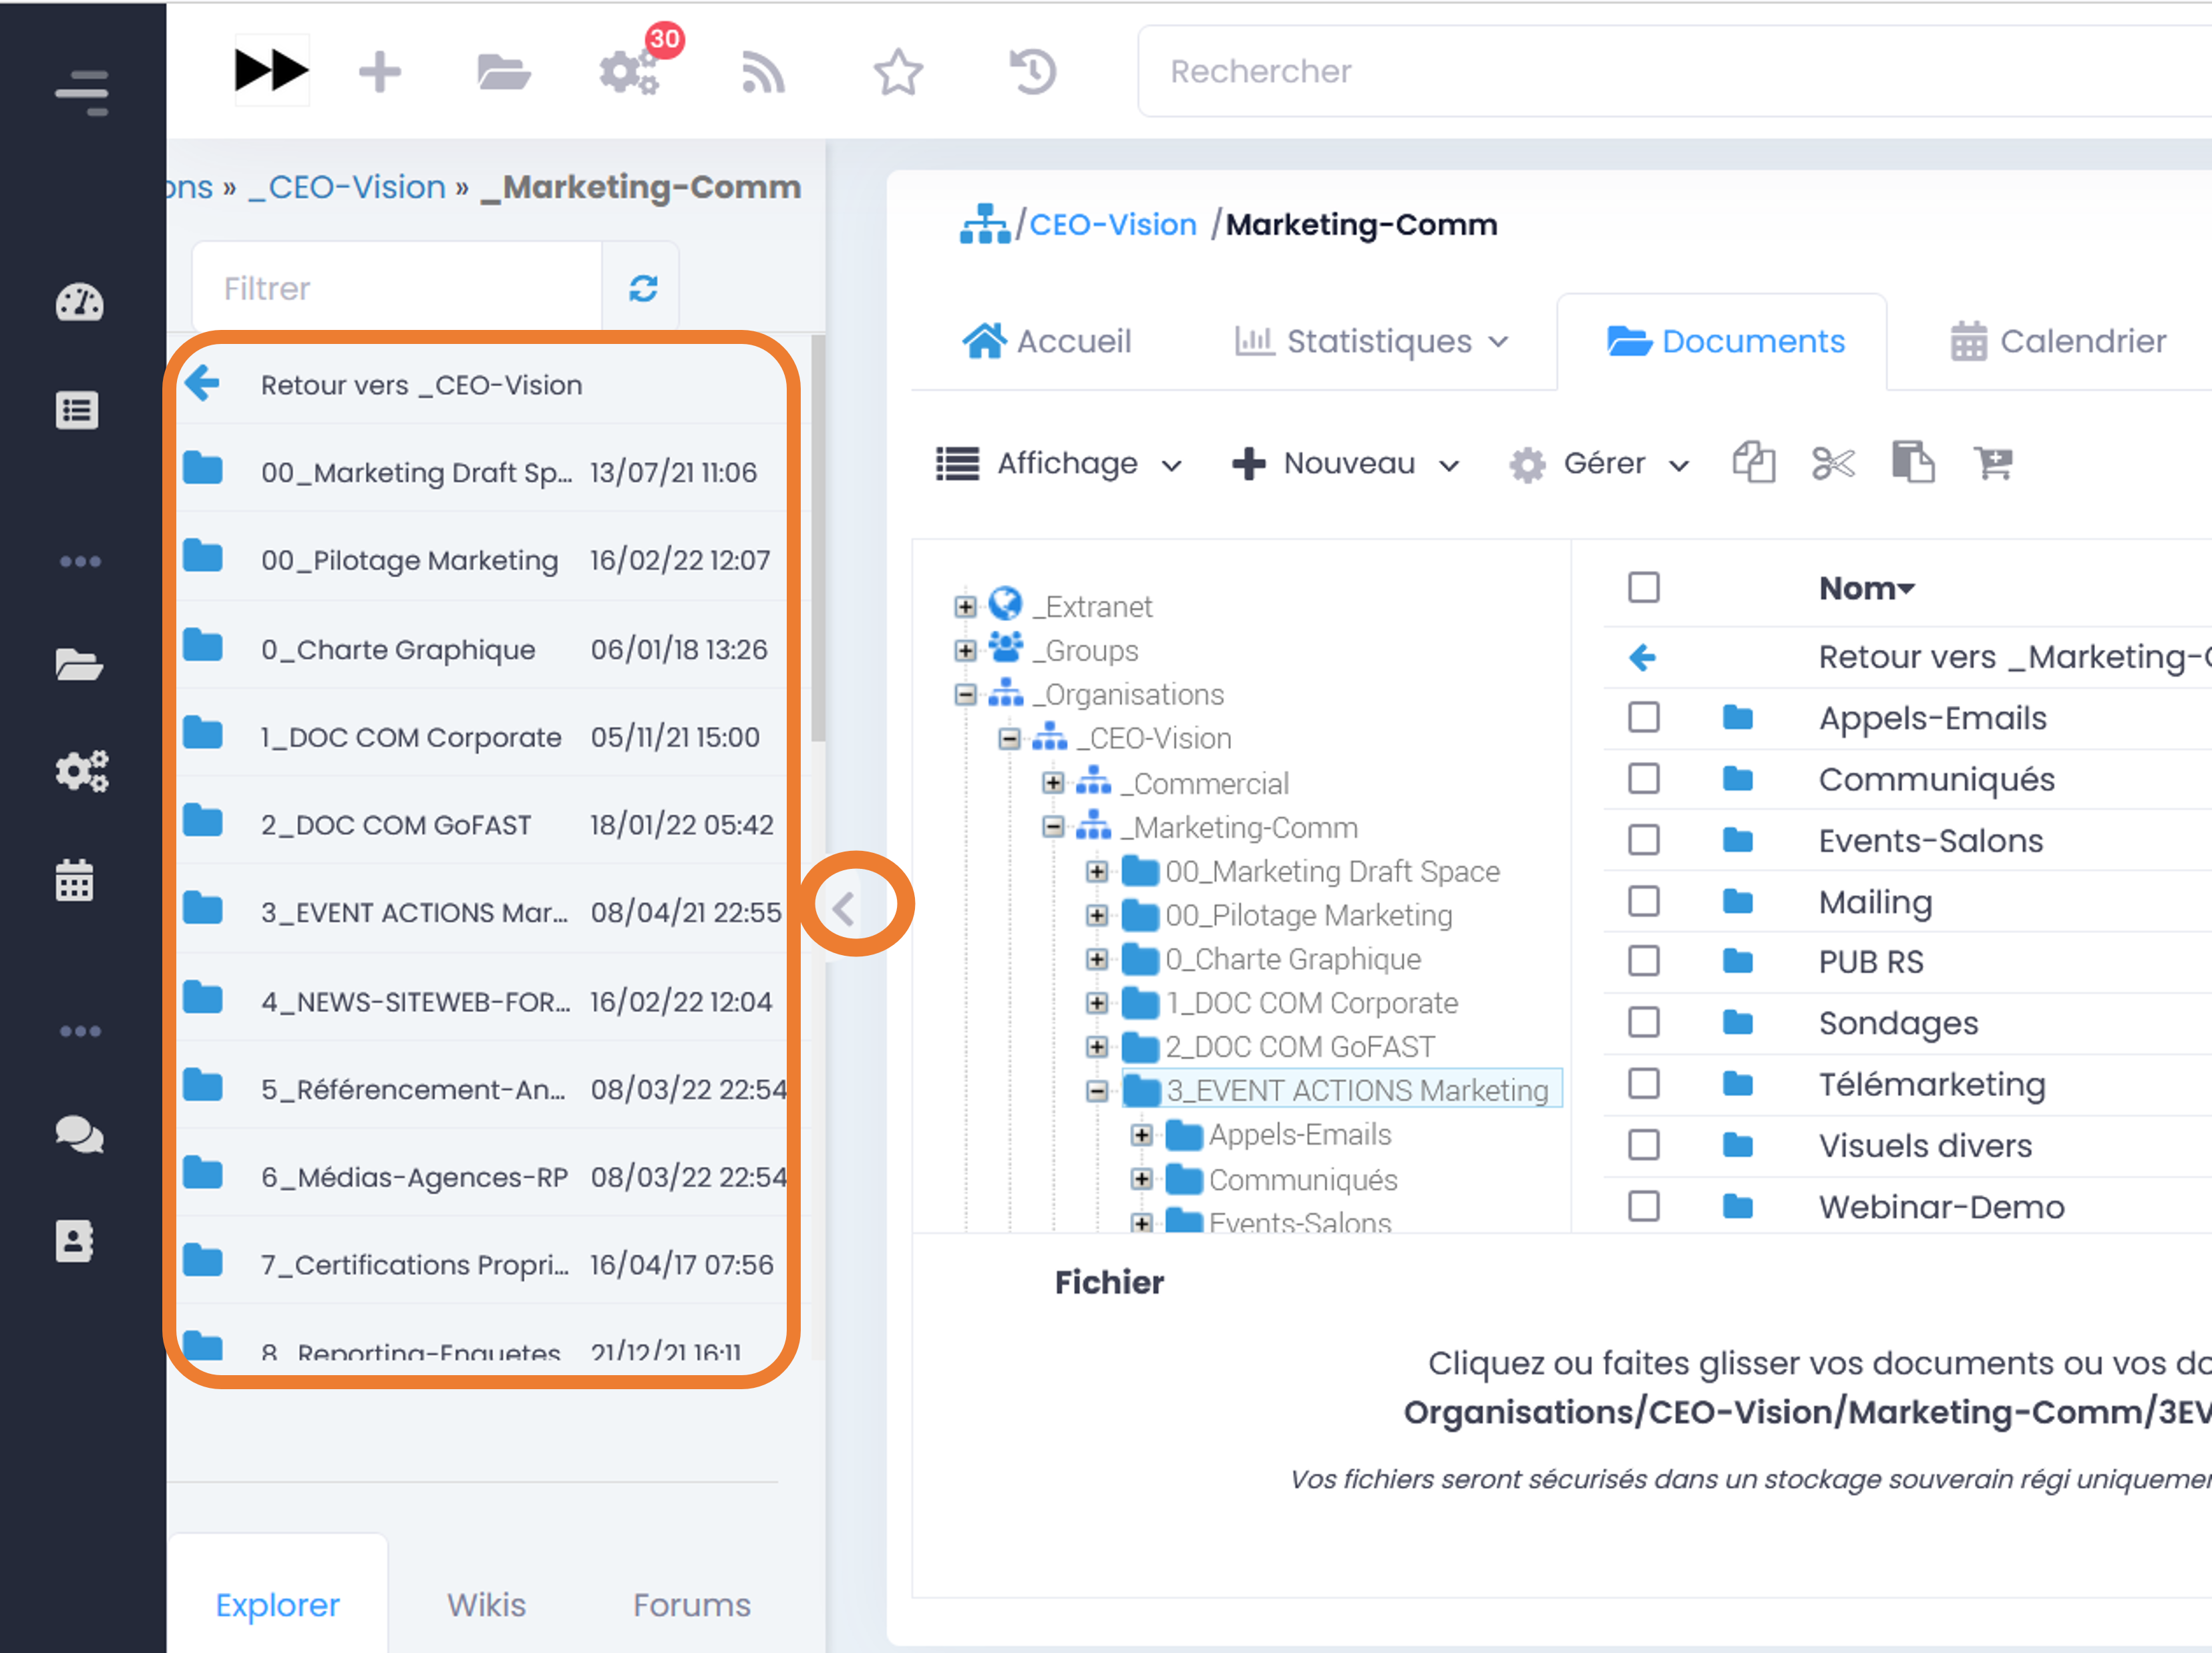 30
Rechercher
ons » _CEO-Vision » _Marketing-Comm
Filtrer
Retour vers _CEO-Vision
00_Marketing Draft Sp... 13/07/21 11:06
00_Pilotage Marketing 16/02/22 12:07
0_Charte Graphique 06/01/18 13:26
1_DOC COM Corporate 05/11/21 15:00
2_DOC COM GoFAST 18/01/22 05:42
3_EVENT ACTIONS Mar... 08/04/21 22:55
4_NEWS-SITEWEB-FOR... 16/02/22 12:04
5_Référencement-An... 08/03/22 22:54
6_Médias-Agences-RP 08/03/22 22:54
7_Certifications Propri... 16/04/17 07:56
8_Reporting-Enquetes 21/12/21 16:11
Explorer Wikis Forums
/CEO-Vision /Marketing-Comm
Accueil Statistiques Documents Calendrier
Affichage Nouveau Gérer
_Extranet
_Groups
_Organisations
_CEO-Vision
_Commercial
_Marketing-Comm
00_Marketing Draft Space
00_Pilotage Marketing
0_Charte Graphique
1_DOC COM Corporate
2_DOC COM GoFAST
3_EVENT ACTIONS Marketing
Appels-Emails
Communiqués
Events-Salons
Nom
Retour vers _Marketing-C
Appels-Emails
Communiqués
Events-Salons
Mailing
PUB RS
Sondages
Télémarketing
Visuels divers
Webinar-Demo
Fichier
Cliquez ou faites glisser vos documents ou vos do
Organisations/CEO-Vision/Marketing-Comm/3EV
Vos fichiers seront sécurisés dans un stockage souverain régi uniquemen